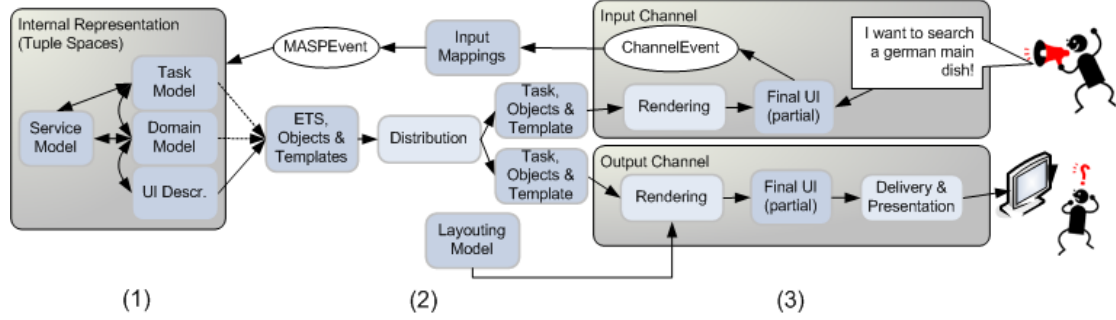 Internal Representation
(Tuple Spaces)
Task
Model
Service
Model
Domain
Model
UI Descr.
MASPEvent
Input
Mappings
ETS,
Objects &
Templates
Distribution
Task,
Objects &
Template
Task,
Objects &
Template
Layouting
Model
Input Channel
ChannelEvent
Rendering
Final UI
(partial)
I want to search
a german main
dish!
Output Channel
Rendering
Final UI
(partial)
Delivery &
Presentation
?
(1)
(2)
(3)